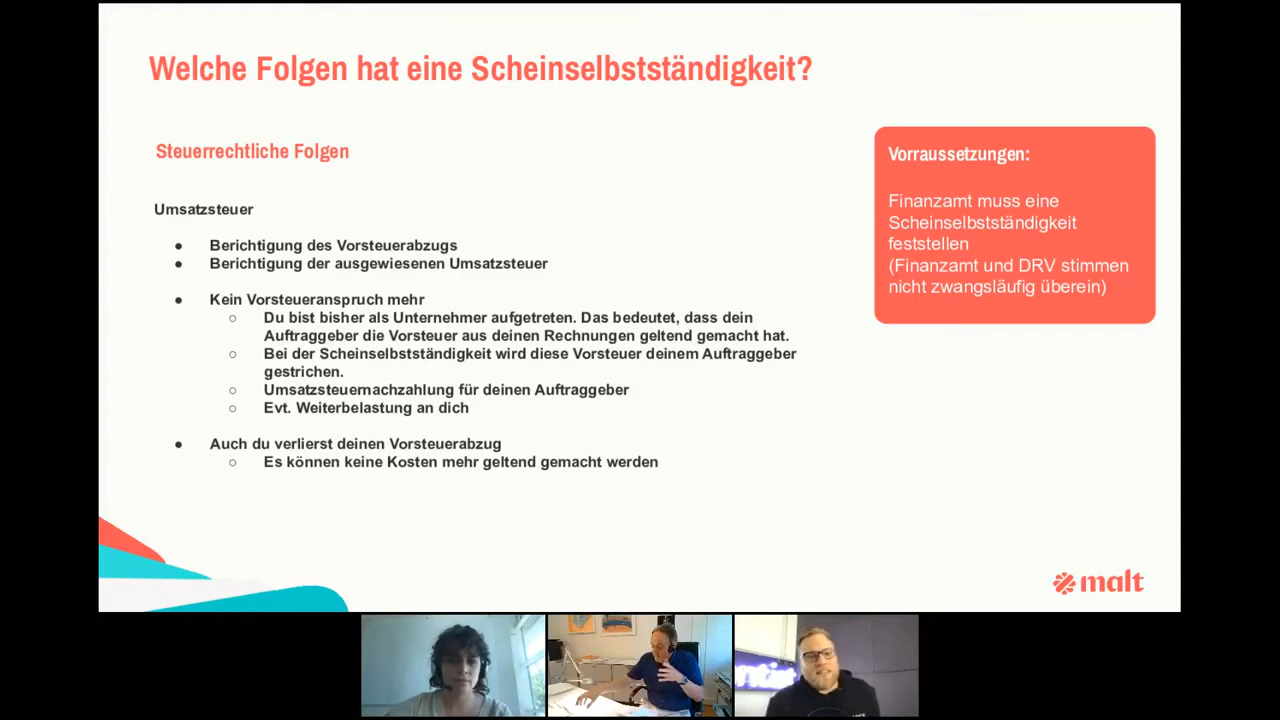 Welche Folgen hat eine Scheinselbstständigkeit?
Steuerrechtliche Folgen
Umsatzsteuer
● Berichtigung des Vorsteuerabzugs
● Berichtigung der ausgewiesenen Umsatzsteuer
● Kein Vorsteueranspruch mehr
○ Du bist bisher als Unternehmer aufgetreten. Das bedeutet, dass dein
Auftraggeber die Vorsteuer aus deinen Rechnungen geltend gemacht hat.
○ Bei der Scheinselbstständigkeit wird diese Vorsteuer deinem Auftraggeber
gestrichen.
○ Umsatzsteuernachzahlung für deinen Auftraggeber
○ Evt. Weiterbelastung an dich
● Auch du verlierst deinen Vorsteuerabzug
○ Es können keine Kosten mehr geltend gemacht werden
Vorraussetzungen:
Finanzamt muss eine
Scheinselbstständigkeit
feststellen
(Finanzamt und DRV stimmen
nicht zwangsläufig überein)
malt